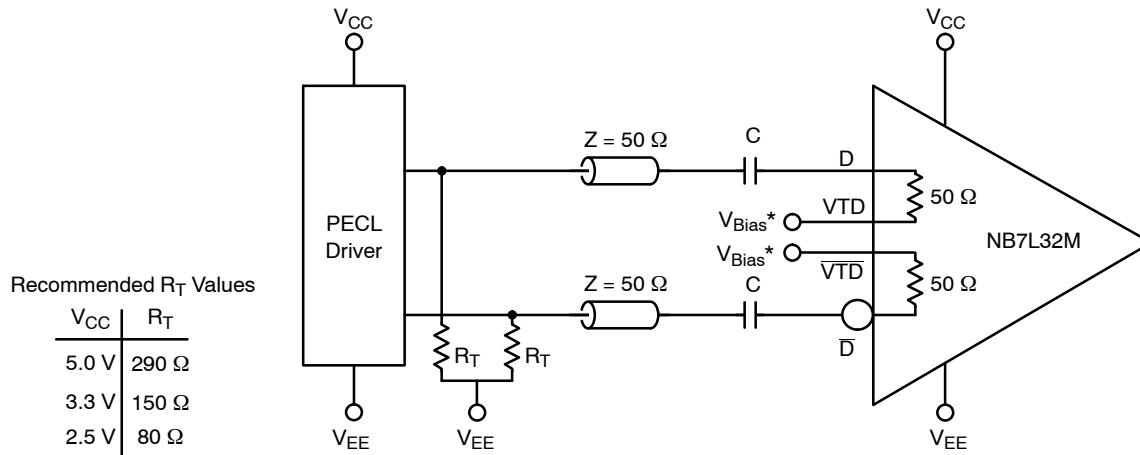 V_CC
V_CC
Z = 50 Ω
C
D
PECL
Driver
VTD
V_Bias*
50 Ω
NB7L32M
V_Bias*
V̅T̅D̅
50 Ω
Z = 50 Ω
C
D̅
R_T
R_T
Recommended R_T Values
V_CC R_T
5.0 V 290 Ω
3.3 V 150 Ω
2.5 V 80 Ω
V_EE
V_EE
V_EE